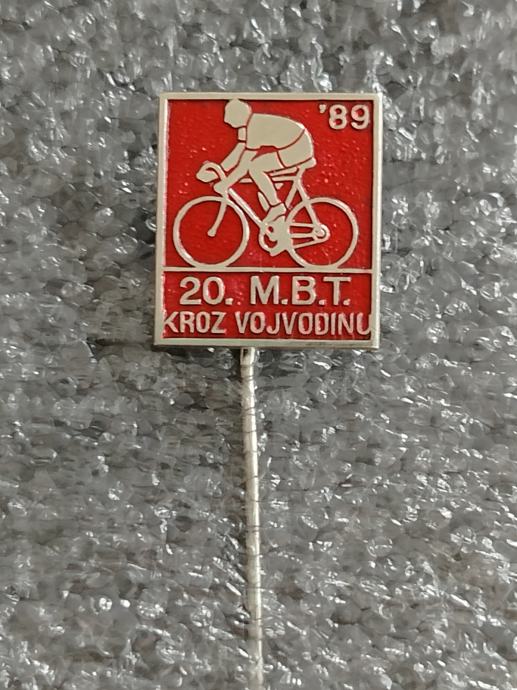 '89
20. M.B.T.
KROZ VOJVODINU